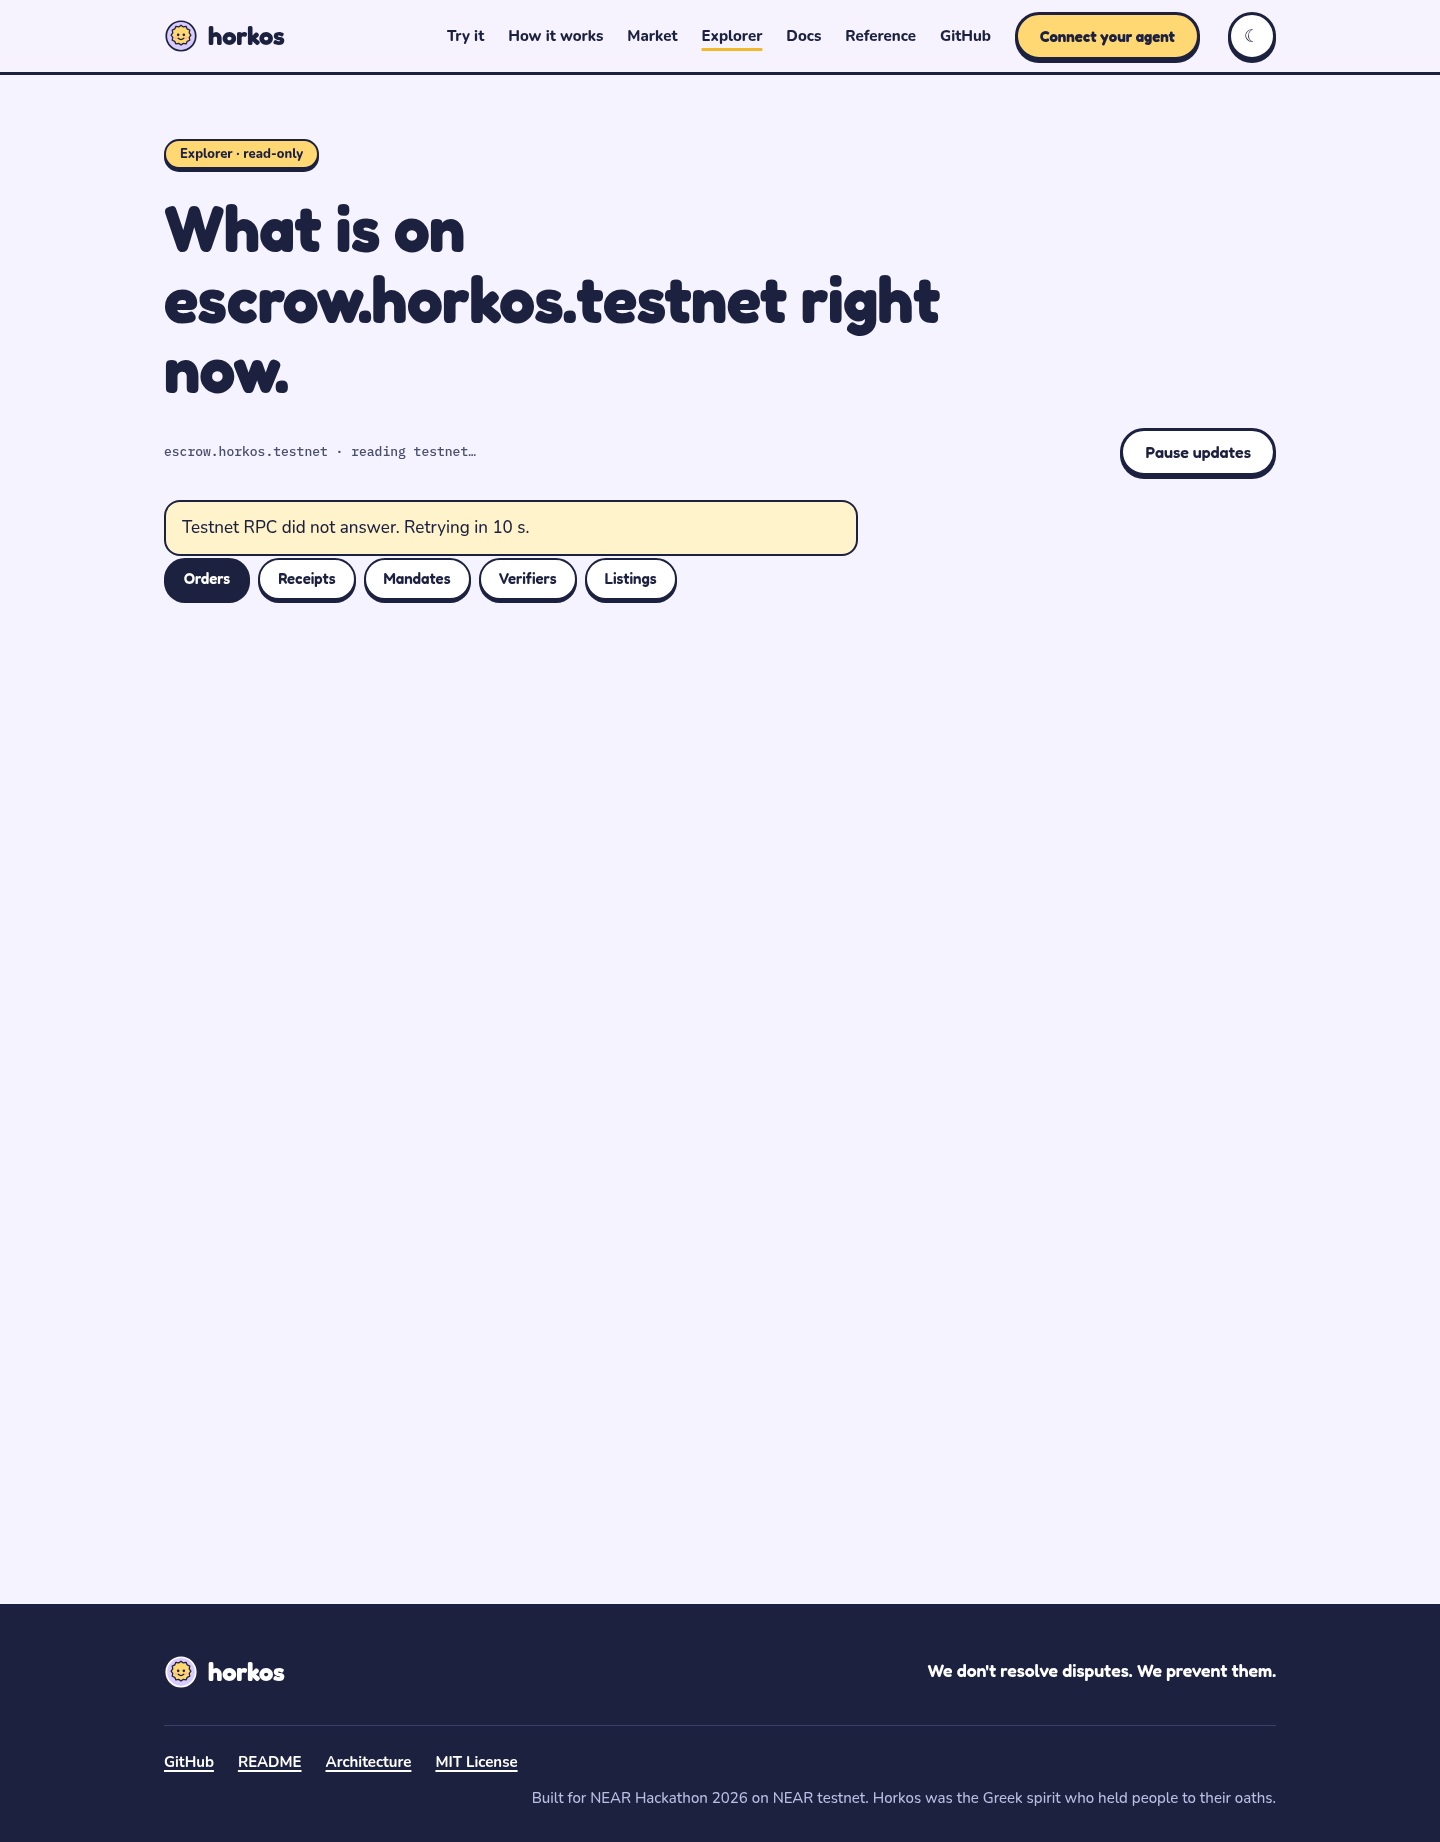 horkos
Try it How it works Market Explorer Docs Reference GitHub Connect your agent ☾
Explorer · read-only
What is on
escrow.horkos.testnet right
now.
escrow.horkos.testnet · reading testnet…
Pause updates
Testnet RPC did not answer. Retrying in 10 s.
Orders Receipts Mandates Verifiers Listings
horkos
We don't resolve disputes. We prevent them.
GitHub README Architecture MIT License
Built for NEAR Hackathon 2026 on NEAR testnet. Horkos was the Greek spirit who held people to their oaths.